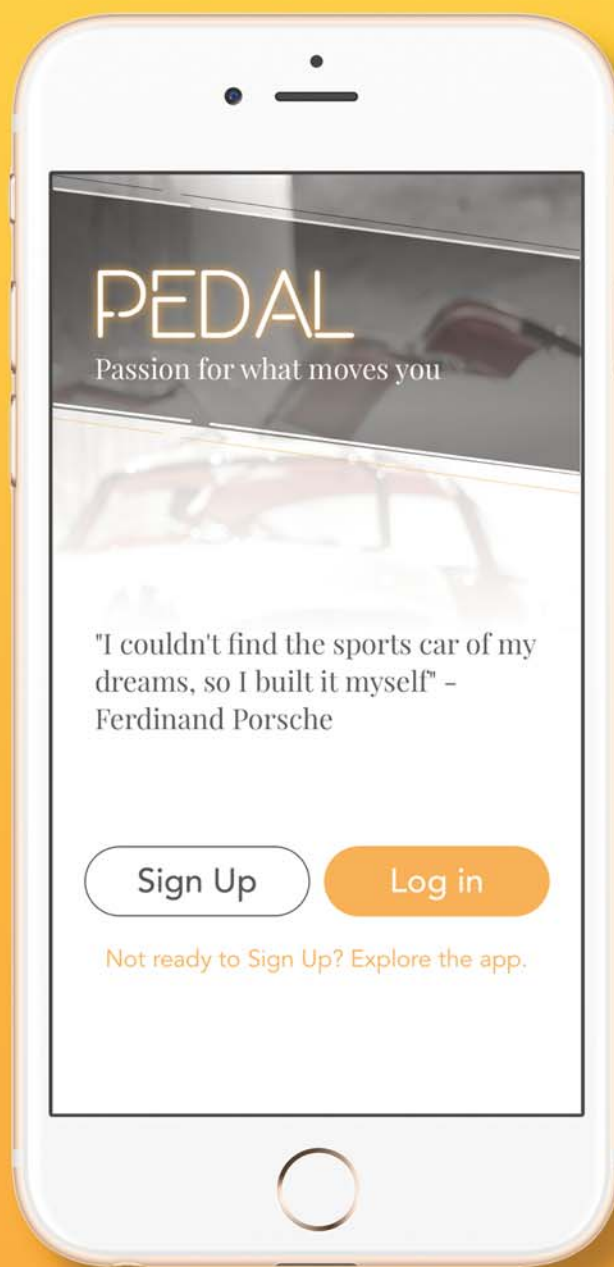 PEDAL
Passion for what moves you
"I couldn't find the sports car of my
dreams, so I built it myself" -
Ferdinand Porsche
Sign Up
Log in
Not ready to Sign Up? Explore the app.